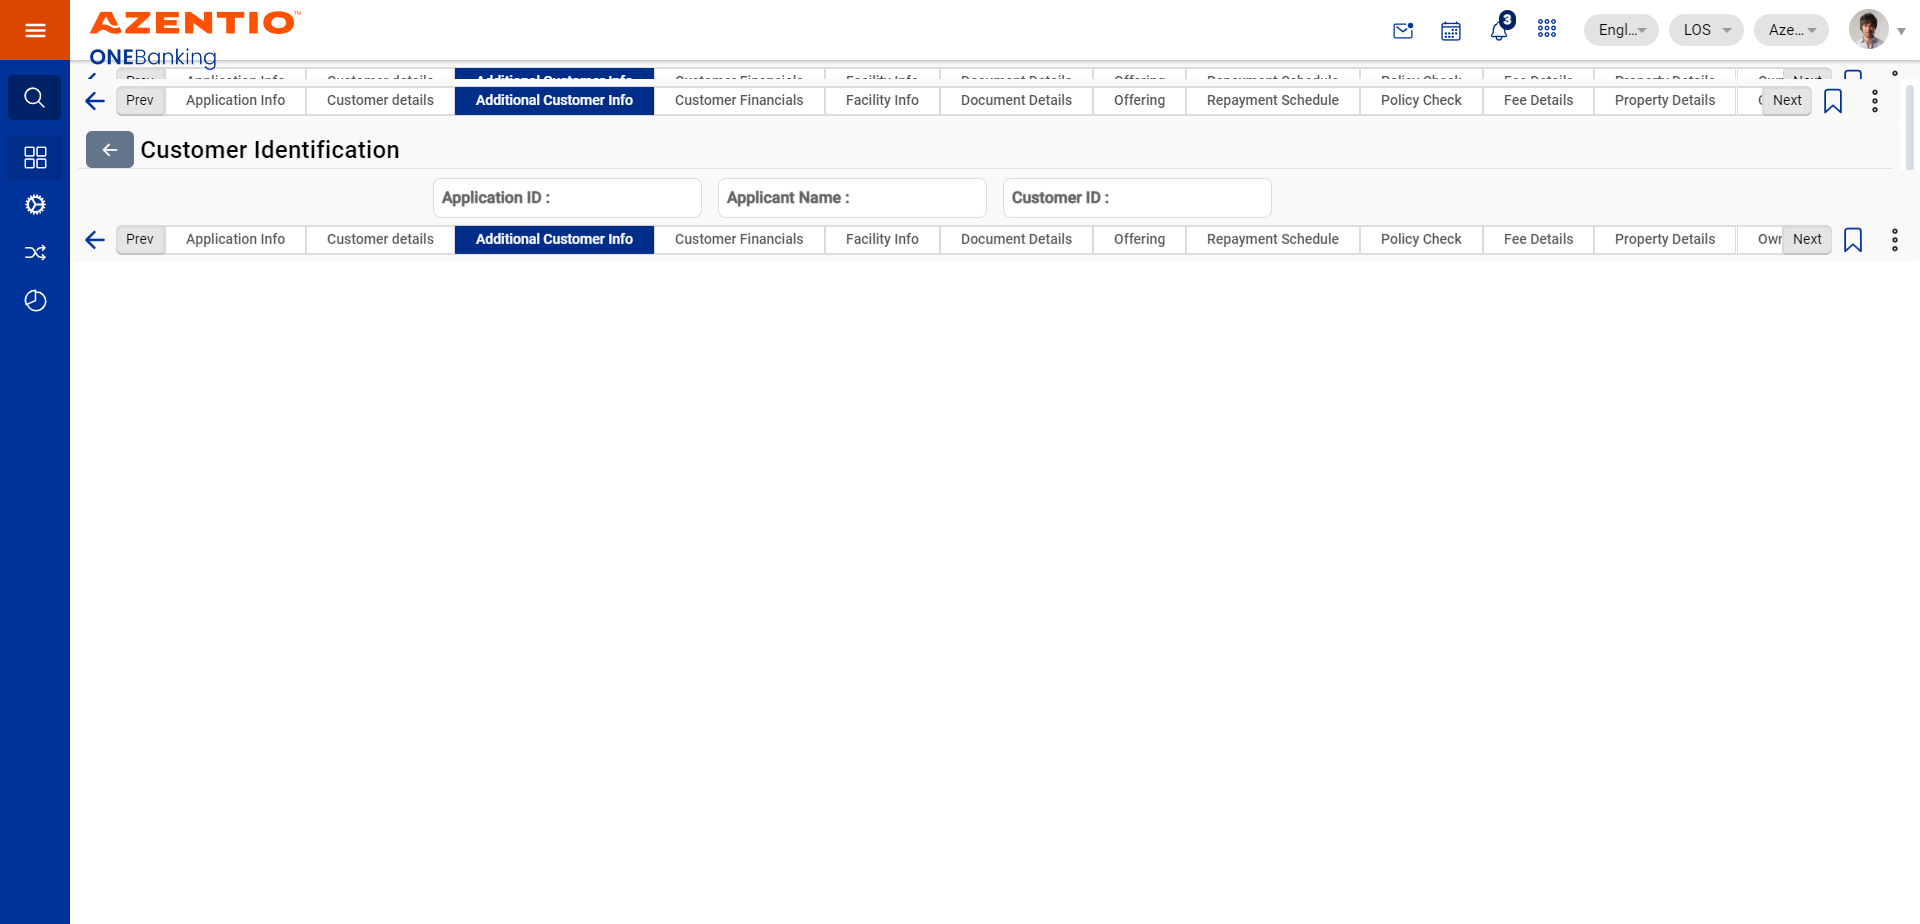 AZENTIO™
ONEBanking
3
Engl...
LOS
Aze...
Prev Application Info Customer details Additional Customer Info Customer Financials Facility Info Document Details Offering Repayment Schedule Policy Check Fee Details Property Details Own Next
Prev Application Info Customer details Additional Customer Info Customer Financials Facility Info Document Details Offering Repayment Schedule Policy Check Fee Details Property Details Next
Customer Identification
Application ID : Applicant Name : Customer ID :
Prev Application Info Customer details Additional Customer Info Customer Financials Facility Info Document Details Offering Repayment Schedule Policy Check Fee Details Property Details Own Next